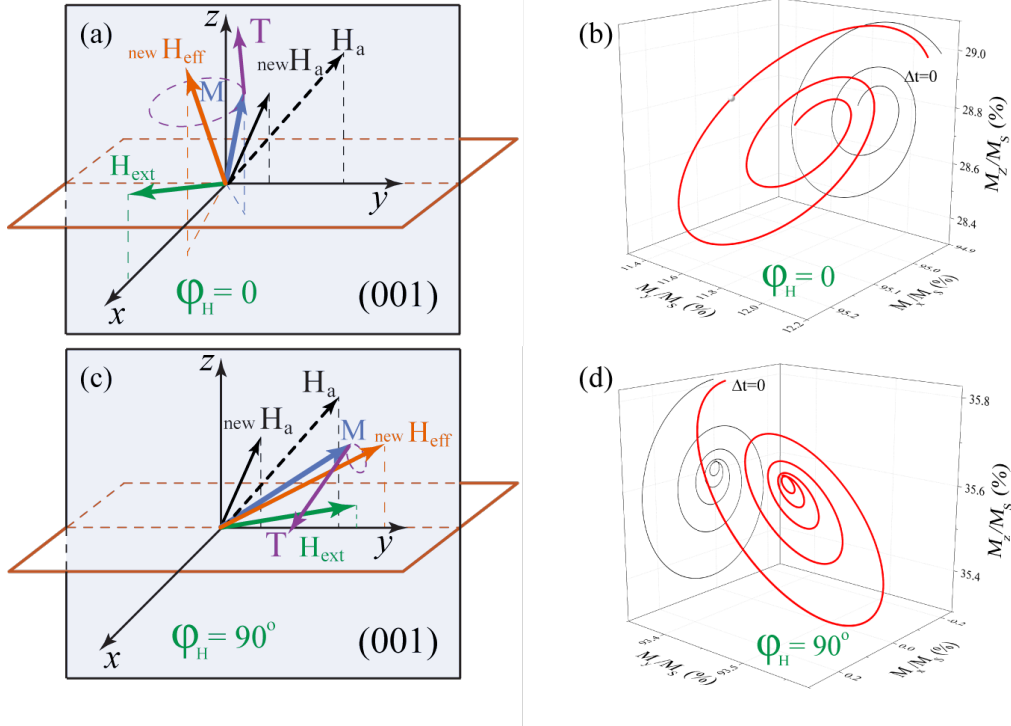 (a)
z
T
new Heff
M
new Ha
Ha
Hext
y
x
φH = 0
(001)
(b)
Δt=0
29.0
28.8
28.6
28.4
MZ/MS (%)
11.4
11.6
11.8
12.0
12.2
My/MS (%)
94.9
95.0
95.1
95.2
Mx/MS (%)
φH = 0
(c)
z
Ha
new Ha
M
new Heff
T
Hext
y
x
φH = 90°
(001)
(d)
Δt=0
35.8
35.6
35.4
Mz/MS (%)
93.4
93.5
My/MS (%)
-0.2
0.0
0.2
Mx/MS (%)
φH = 90°